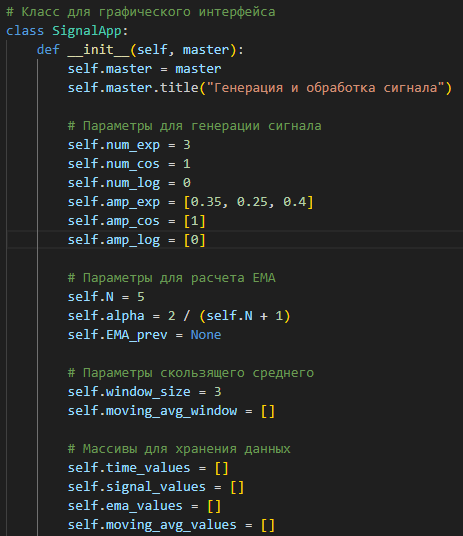 # Класс для графического интерфейса
class SignalApp:
    def __init__(self, master):
        self.master = master
        self.master.title("Генерация и обработка сигнала")

        # Параметры для генерации сигнала
        self.num_exp = 3
        self.num_cos = 1
        self.num_log = 0
        self.amp_exp = [0.35, 0.25, 0.4]
        self.amp_cos = [1]
        self.amp_log = [0]

        # Параметры для расчета EMA
        self.N = 5
        self.alpha = 2 / (self.N + 1)
        self.EMA_prev = None

        # Параметры скользящего среднего
        self.window_size = 3
        self.moving_avg_window = []

        # Массивы для хранения данных
        self.time_values = []
        self.signal_values = []
        self.ema_values = []
        self.moving_avg_values = []